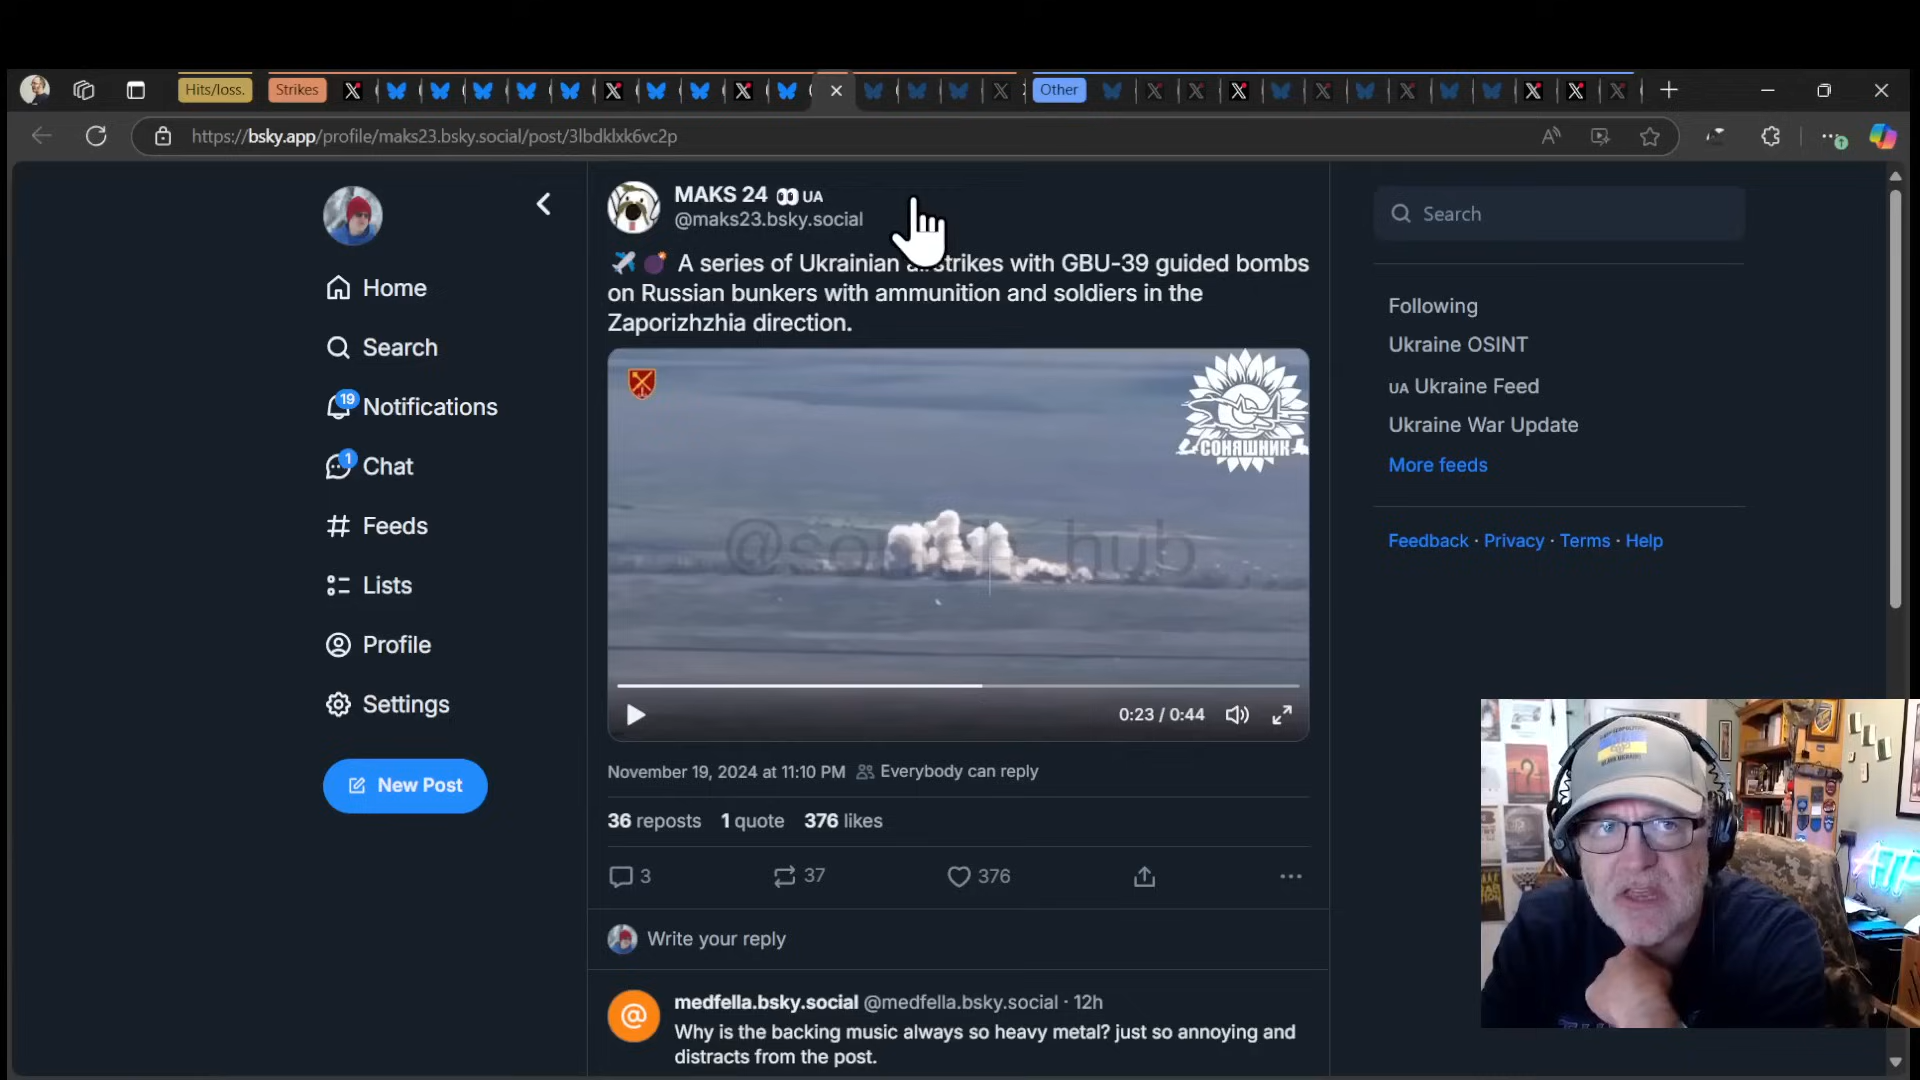 Hits/loss.
Strikes
Other
https://bsky.app/profile/maks23.bsky.social/post/3lbdklxk6vc2p
MAKS 24 👀 UA
@maks23.bsky.social
A series of Ukrainian airstrikes with GBU-39 guided bombs
on Russian bunkers with ammunition and soldiers in the
Zaporizhzhia direction.
СОНЯШНИК
0:23 / 0:44
November 19, 2024 at 11:10 PM
Everybody can reply
36 reposts 1 quote 376 likes
3 37 376
Write your reply
medfella.bsky.social @medfella.bsky.social · 12h
Why is the backing music always so heavy metal? just so annoying and
distracts from the post.
19
1
Home
Search
Notifications
Chat
Feeds
Lists
Profile
Settings
New Post
Search
Following
Ukraine OSINT
UA Ukraine Feed
Ukraine War Update
More feeds
Feedback · Privacy · Terms · Help
ATP